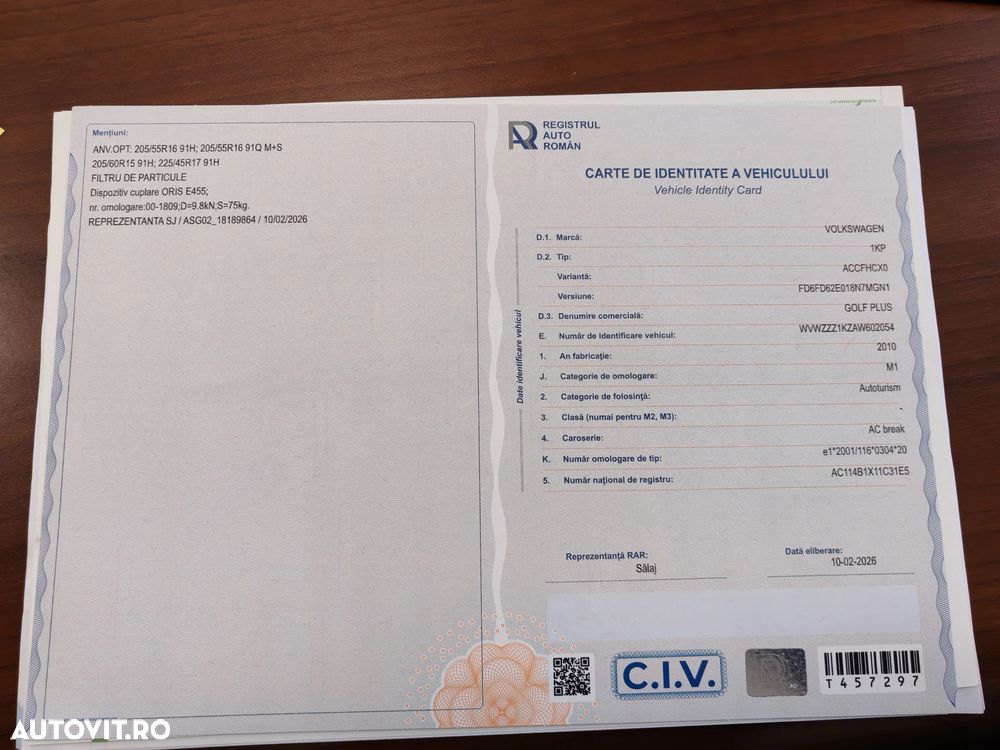 Mențiuni:
ANV.OPT: 205/55R16 91H; 205/55R16 91Q M+S
205/60R15 91H; 225/45R17 91H
FILTRU DE PARTICULE
Dispozitiv cuplare ORIS E455;
nr. omologare:00-1809;D=9.8kN;S=75kg.
REPREZENTANTA SJ / ASG02_18189864 / 10/02/2026
REGISTRUL
AUTO
ROMÂN
CARTE DE IDENTITATE A VEHICULULUI
Vehicle Identity Card
Date identificare vehicul
D.1. Marcă: VOLKSWAGEN
D.2. Tip: 1KP
Variantă: ACCFHCX0
Versiune: FD6FD62E018N7MGN1
D.3. Denumire comercială: GOLF PLUS
E. Număr de identificare vehicul: WVWZZZ1KZAW602054
1. An fabricație: 2010
J. Categorie de omologare: M1
2. Categorie de folosință: Autoturism
3. Clasă (numai pentru M2, M3): -
4. Caroserie: AC break
K. Număr omologare de tip: e1*2001/116*0304*20
5. Număr național de registru: AC114B1X11C31E5
Reprezentanță RAR: Sălaj
Dată eliberare: 10-02-2026
C.I.V.
T457297
AUTOVIT.RO